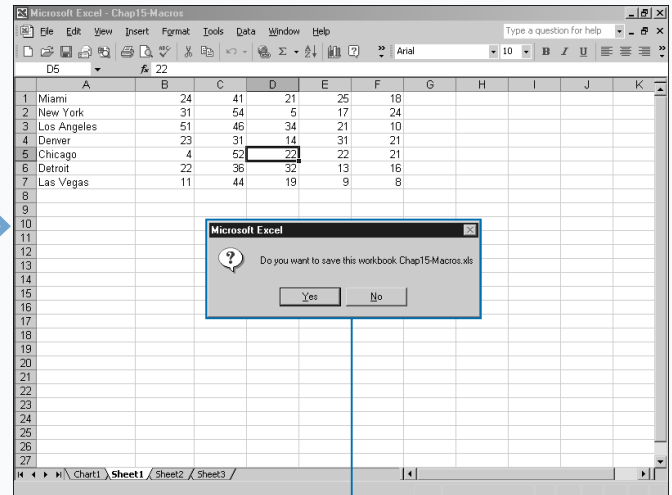 Microsoft Excel - Chap15-Macros
File Edit View Insert Format Tools Data Window Help Type a question for help
Arial 10 B I U
D5 fx 22
A B C D E F G H I J K
1 Miami 24 41 21 25 18
2 New York 31 54 5 17 24
3 Los Angeles 51 46 34 21 10
4 Denver 23 31 14 31 21
5 Chicago 4 52 22 22 21
6 Detroit 22 36 32 13 16
7 Las Vegas 11 44 19 9 8
8
9
10
11
12
13
14
15
16
17
18
19
20
21
22
23
24
25
26
27
Microsoft Excel
Do you want to save this workbook Chap15-Macros.xls
Yes No
Chart1 Sheet1 Sheet2 Sheet3